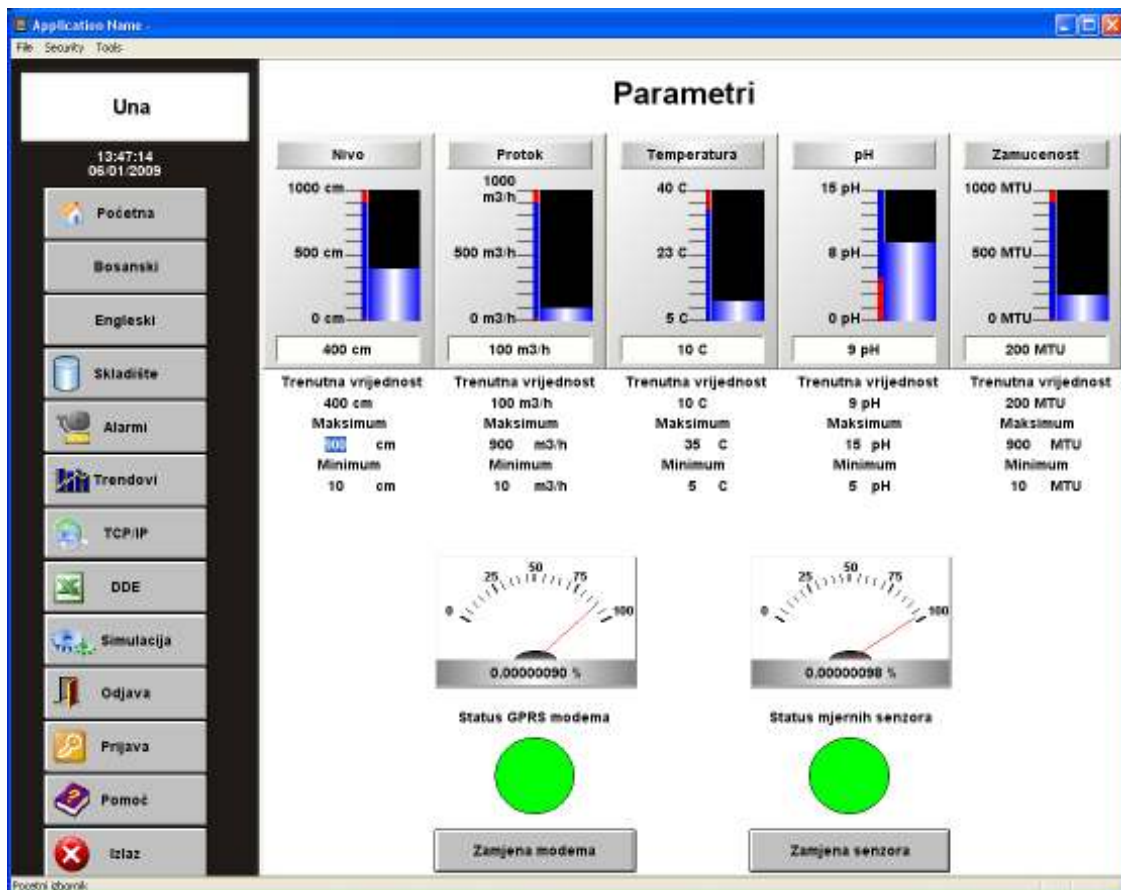 Application Name -
File Security Tools
Una
13:47:14
06/01/2009
Početna
Bosanski
Engleski
Skladište
Alarmi
Trendovi
TCP/IP
DDE
Simulacija
Odjava
Prijava
Pomoč
Izlaz
Parametri
Nivo
1000 cm
500 cm
0 cm
400 cm
Trenutna vrijednost
400 cm
Maksimum
cm
Minimum
10 cm
Protok
1000
m3/h
500 m3/h
0 m3/h
100 m3/h
Trenutna vrijednost
100 m3/h
Maksimum
900 m3/h
Minimum
10 m3/h
Temperatura
40 C
23 C
5 C
10 C
Trenutna vrijednost
10 C
Maksimum
35 C
Minimum
5 C
pH
15 pH
8 pH
0 pH
9 pH
Trenutna vrijednost
9 pH
Maksimum
15 pH
Minimum
5 pH
Zamucenost
1000 MTU
500 MTU
0 MTU
200 MTU
Trenutna vrijednost
200 MTU
Maksimum
900 MTU
Minimum
10 MTU
0 25 50 75 100
0.00000090 %
Status GPRS modema
Zamjena modema
0 25 50 75 100
0.00000098 %
Status mjernih senzora
Zamjena senzora
Pocetni izbornik